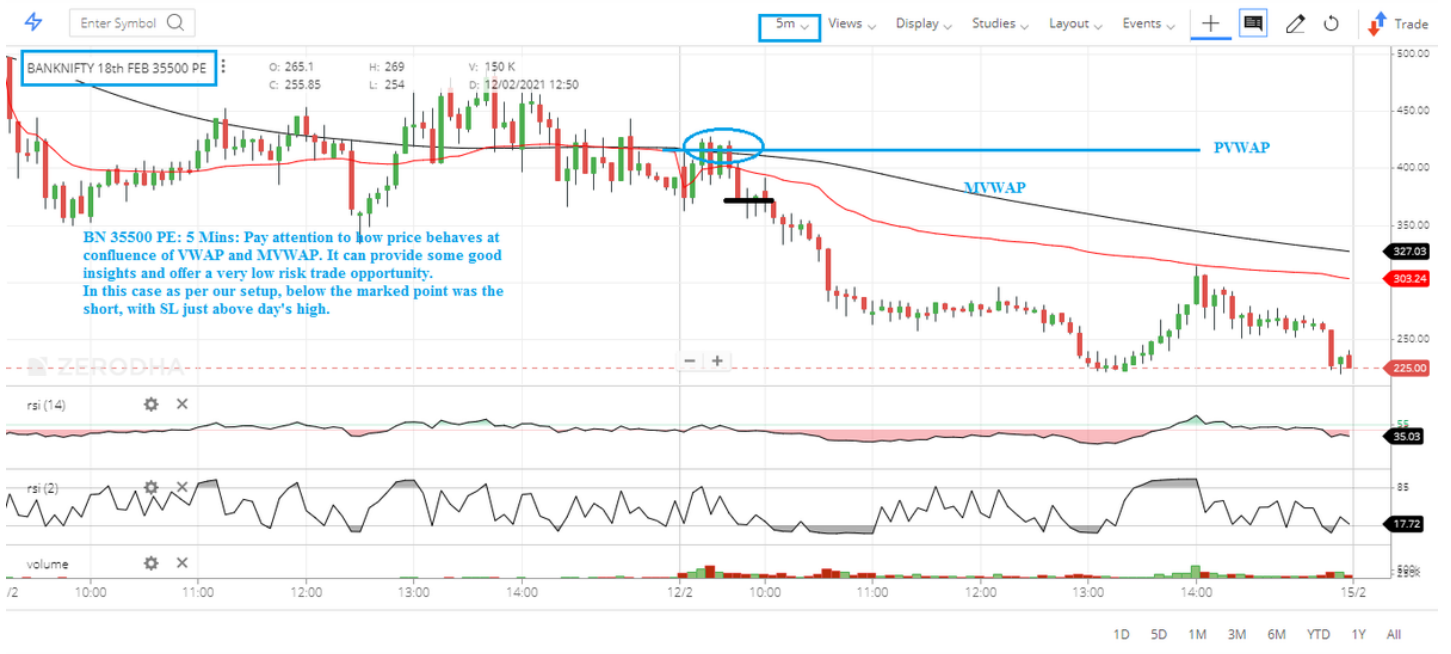 Enter Symbol
5m
Views
Display
Studies
Layout
Events
Trade
BANKNIFTY 18th FEB 35500 PE
O: 265.1 H: 269 V: 150 K
C: 255.85 L: 254 D: 12/02/2021 12:50
500.00
450.00
400.00
350.00
327.03
303.24
250.00
225.00
PVWAP
MVWAP
BN 35500 PE: 5 Mins: Pay attention to how price behaves at
confluence of VWAP and MVWAP. It can provide some good
insights and offer a very low risk trade opportunity.
In this case as per our setup, below the marked point was the
short, with SL just above day's high.
ZERODHA
rsi (14)
55
35.03
rsi (2)
85
17.72
volume
/2 10:00 11:00 12:00 13:00 14:00 12/2 10:00 11:00 12:00 13:00 14:00 15/2
1D 5D 1M 3M 6M YTD 1Y All